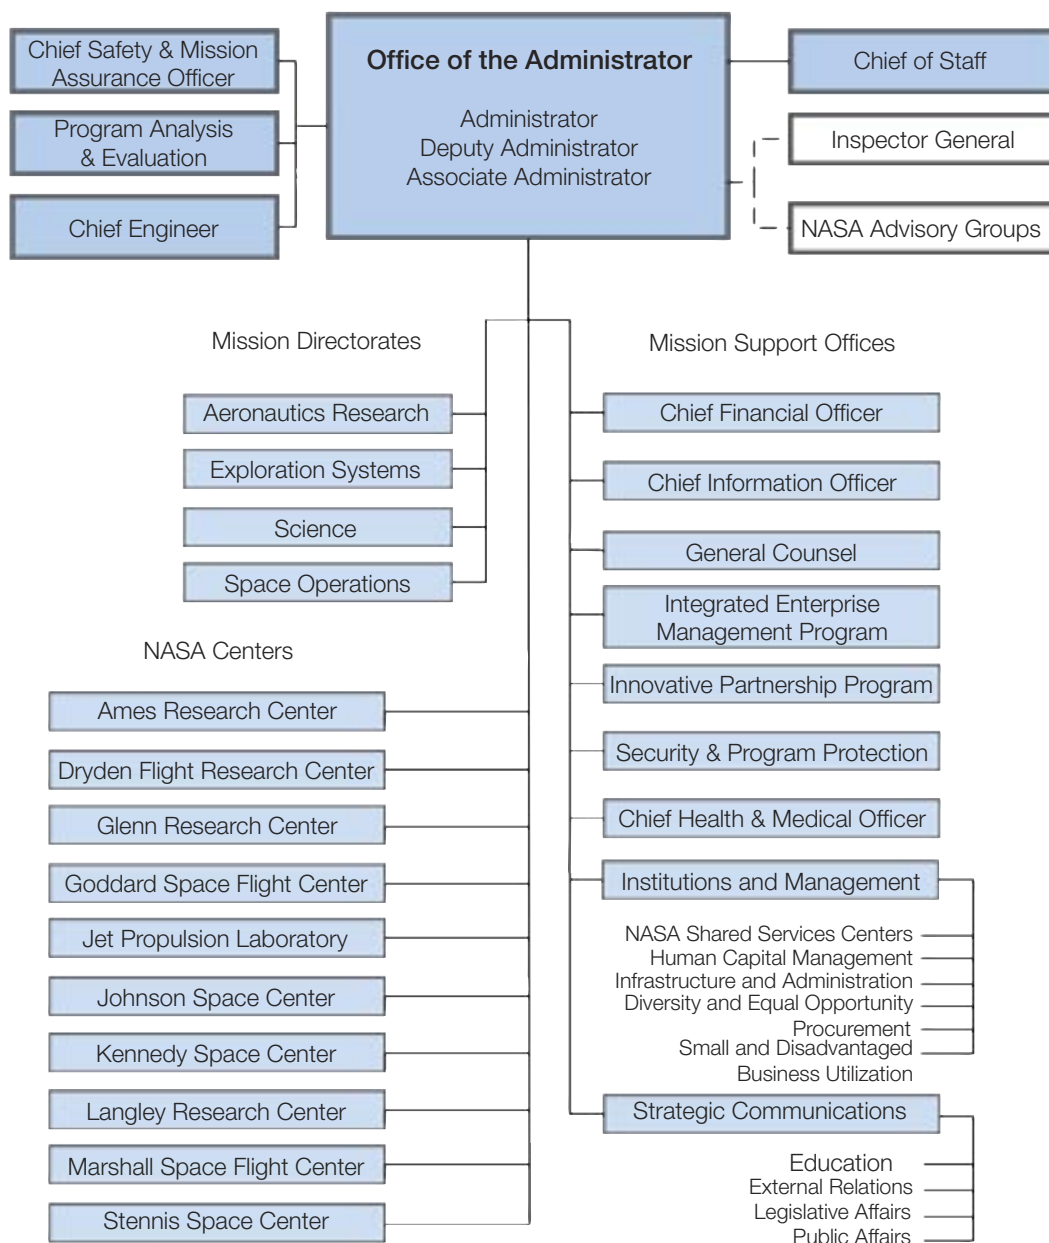 Chief Safety & Mission
Assurance Officer
Program Analysis
& Evaluation
Chief Engineer
Office of the Administrator
Administrator
Deputy Administrator
Associate Administrator
Chief of Staff
Inspector General
NASA Advisory Groups
Mission Directorates
Aeronautics Research
Exploration Systems
Science
Space Operations
NASA Centers
Ames Research Center
Dryden Flight Research Center
Glenn Research Center
Goddard Space Flight Center
Jet Propulsion Laboratory
Johnson Space Center
Kennedy Space Center
Langley Research Center
Marshall Space Flight Center
Stennis Space Center
Mission Support Offices
Chief Financial Officer
Chief Information Officer
General Counsel
Integrated Enterprise
Management Program
Innovative Partnership Program
Security & Program Protection
Chief Health & Medical Officer
Institutions and Management
NASA Shared Services Centers
Human Capital Management
Infrastructure and Administration
Diversity and Equal Opportunity
Procurement
Small and Disadvantaged
Business Utilization
Strategic Communications
Education
External Relations
Legislative Affairs
Public Affairs